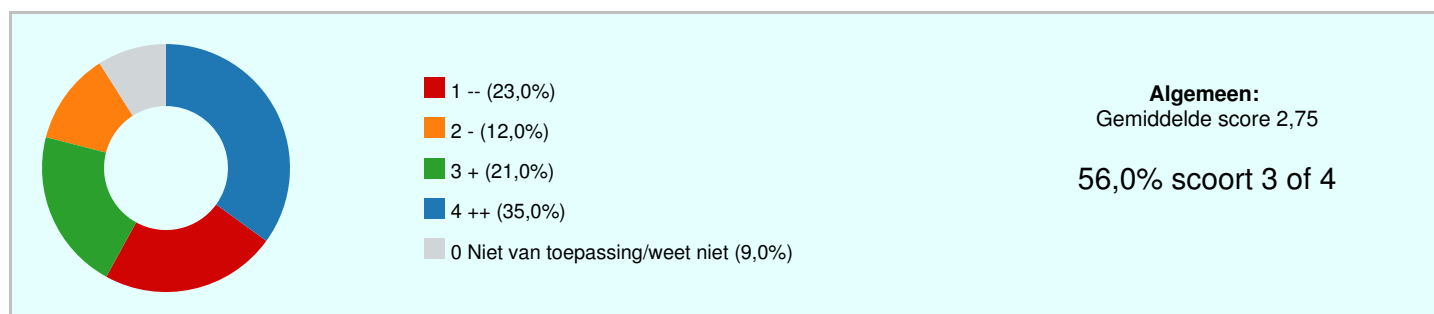 1 -- (23,0%)
2 - (12,0%)
3 + (21,0%)
4 ++ (35,0%)
0 Niet van toepassing/weet niet (9,0%)
Algemeen:
Gemiddelde score 2,75
56,0% scoort 3 of 4